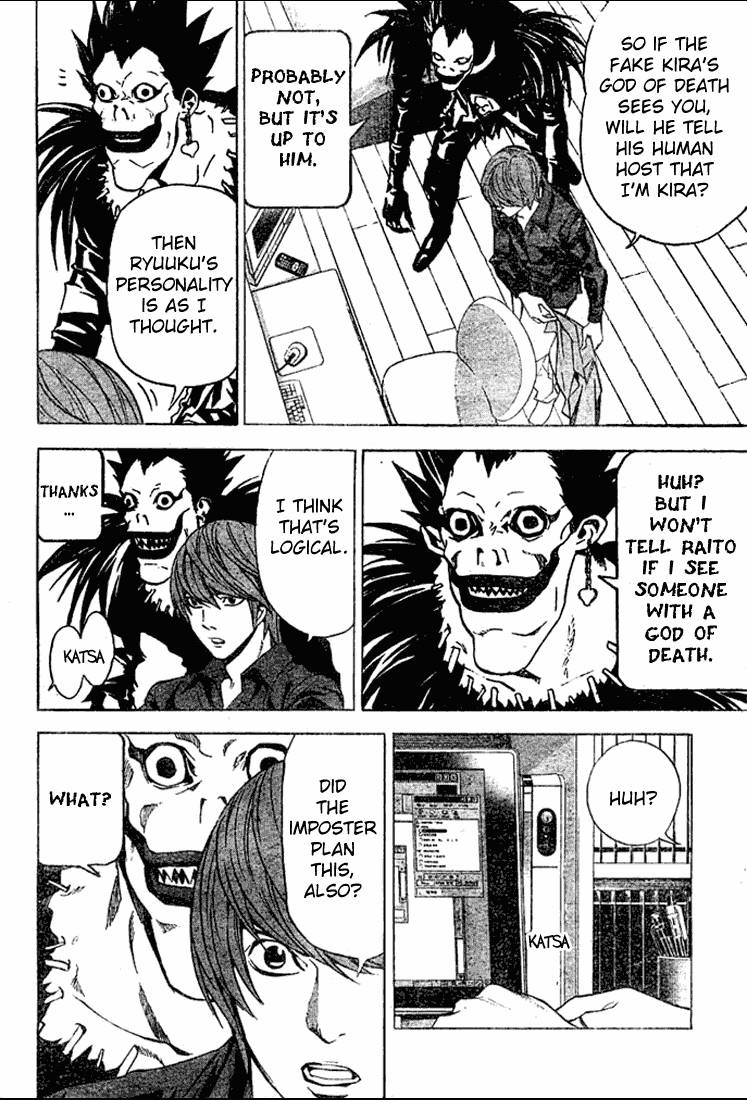 SO IF THE
FAKE KIRA'S
GOD OF DEATH
SEES YOU,
WILL HE TELL
HIS HUMAN
HOST THAT
I'M KIRA?
PROBABLY
NOT,
BUT IT'S
UP TO
HIM.
THEN
RYUUKU'S
PERSONALITY
IS AS I
THOUGHT.
HUH?
BUT I
WON'T
TELL RAITO
IF I SEE
SOMEONE
WITH A
GOD OF
DEATH.
I THINK
THAT'S
LOGICAL.
THANKS
...
KATSA
HUH?
KATSA
DID
THE
IMPOSTER
PLAN
THIS,
ALSO?
WHAT?